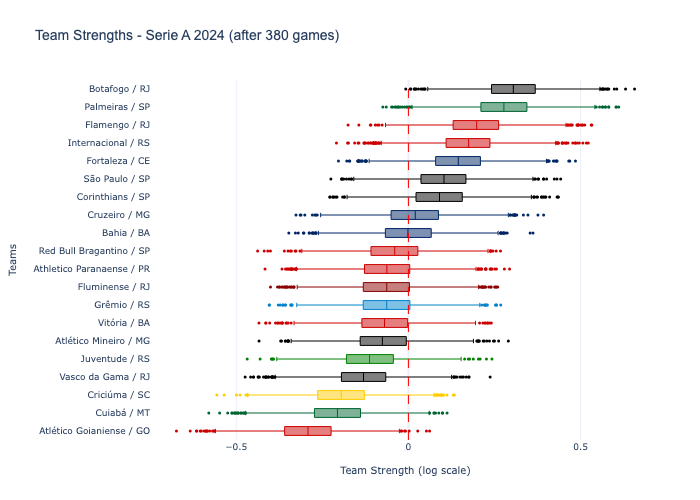 Team Strengths - Serie A 2024 (after 380 games)
Teams
Botafogo / RJ
Palmeiras / SP
Flamengo / RJ
Internacional / RS
Fortaleza / CE
São Paulo / SP
Corinthians / SP
Cruzeiro / MG
Bahia / BA
Red Bull Bragantino / SP
Athletico Paranaense / PR
Fluminense / RJ
Grêmio / RS
Vitória / BA
Atlético Mineiro / MG
Juventude / RS
Vasco da Gama / RJ
Criciúma / SC
Cuiabá / MT
Atlético Goianiense / GO
−0.5 0 0.5
Team Strength (log scale)